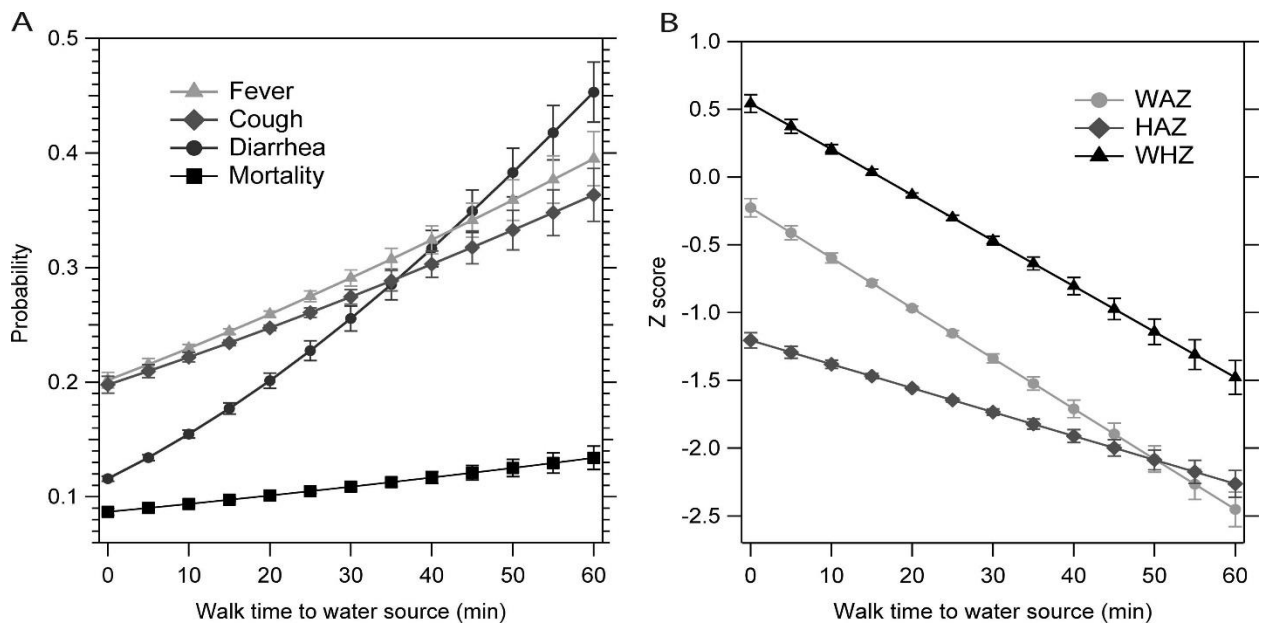 A
0.5
0.4
0.3
0.2
0.1
Probability
Fever
Cough
Diarrhea
Mortality
0 10 20 30 40 50 60
Walk time to water source (min)
B
1.0
0.5
0.0
-0.5
-1.0
-1.5
-2.0
-2.5
Z score
WAZ
HAZ
WHZ
0 10 20 30 40 50 60
Walk time to water source (min)